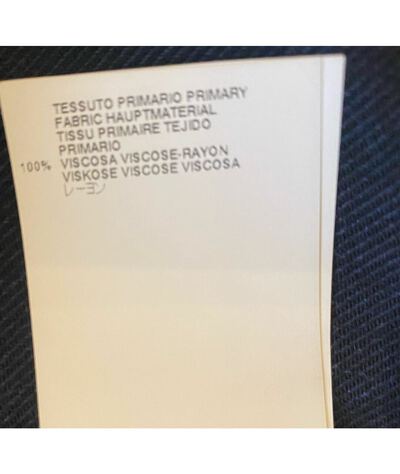 TESSUTO PRIMARIO PRIMARY
FABRIC HAUPTMATERIAL
TISSU PRIMAIRE TEJIDO
PRIMARIO
100% VISCOSA VISCOSE-RAYON
VISKOSE VISCOSE VISCOSA
レーヨン